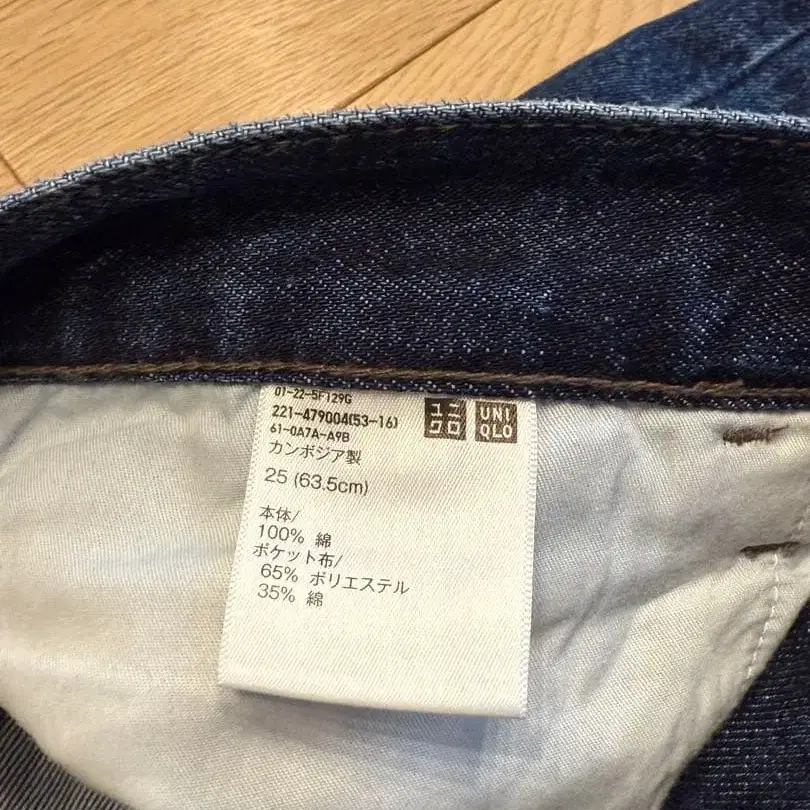 01-22-5F129G
221-479004(53-16)
61-0A7A-A9B
ユニ
クロ
UNI
QLO
カンボジア製
25 (63.5cm)
本体/
100% 綿
ポケット布/
65% ポリエステル
35% 綿